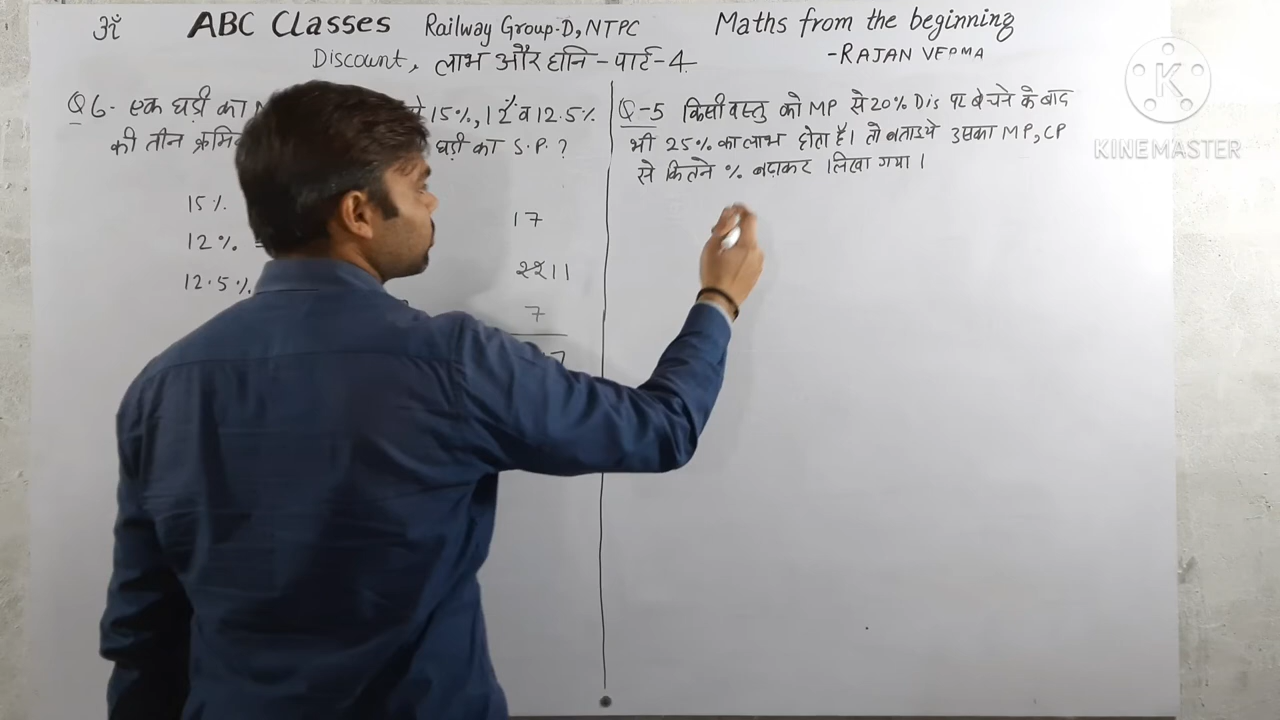 ॐ ABC Classes Railway Group-D, NTPC Maths from the beginning
Discount, लाभ और हानि - पार्ट-4
-RAJAN VERMA
K
KINEMASTER
Q6- एक घड़ी का
15%, 12 व 12.5%
की तीन
घड़ी का S.P. ?
15%
12% =
12.5%
17
22 11
7
7
Q-5 किसी वस्तु को MP से 20% Dis पर बेचने के बाद
भी 25% का लाभ होता है। तो बताइये उसका MP, CP
से कितने % बढ़ाकर लिखा गया।